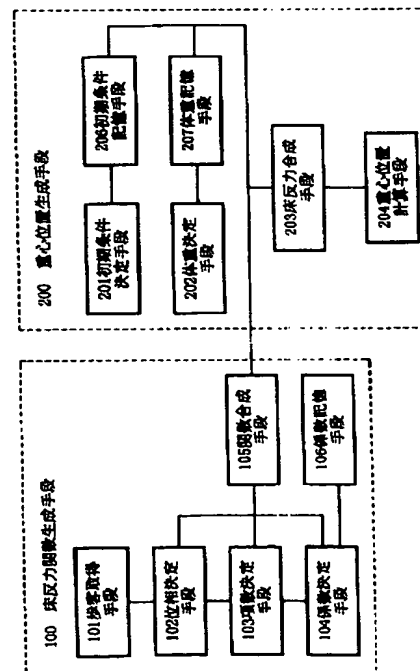 200 重心位置生成手段
201初期条件
決定手段
206初期条件
記憶手段
202体重決定
手段
207体重記憶
手段
203床反力合成
手段
204重心位置
計算手段
100 床反力関数生成手段
101歩容取得
手段
102位相決定
手段
103項数決定
手段
104係数決定
手段
105関数合成
手段
106係数記憶
手段